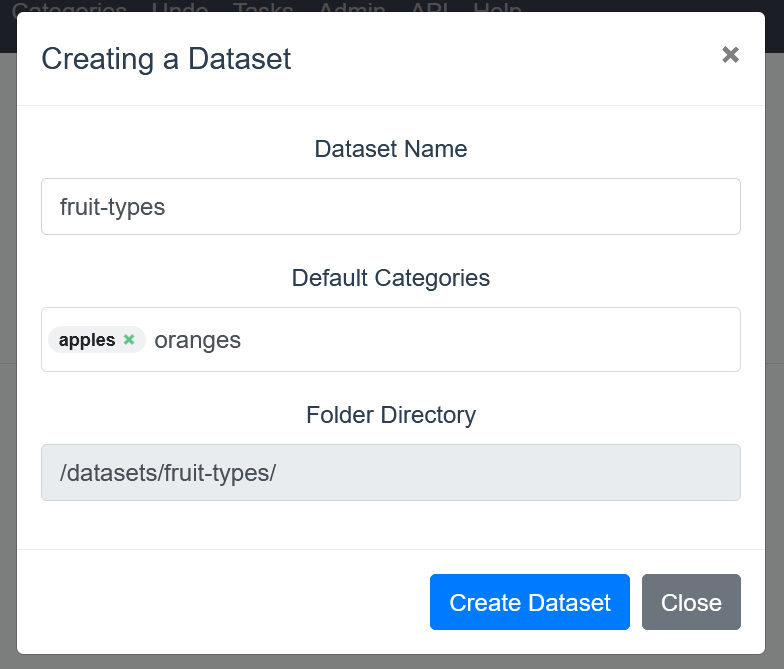 Categories Undo Tasks Admin API Help
Creating a Dataset ×
Dataset Name
fruit-types
Default Categories
apples × oranges
Folder Directory
/datasets/fruit-types/
Create Dataset Close